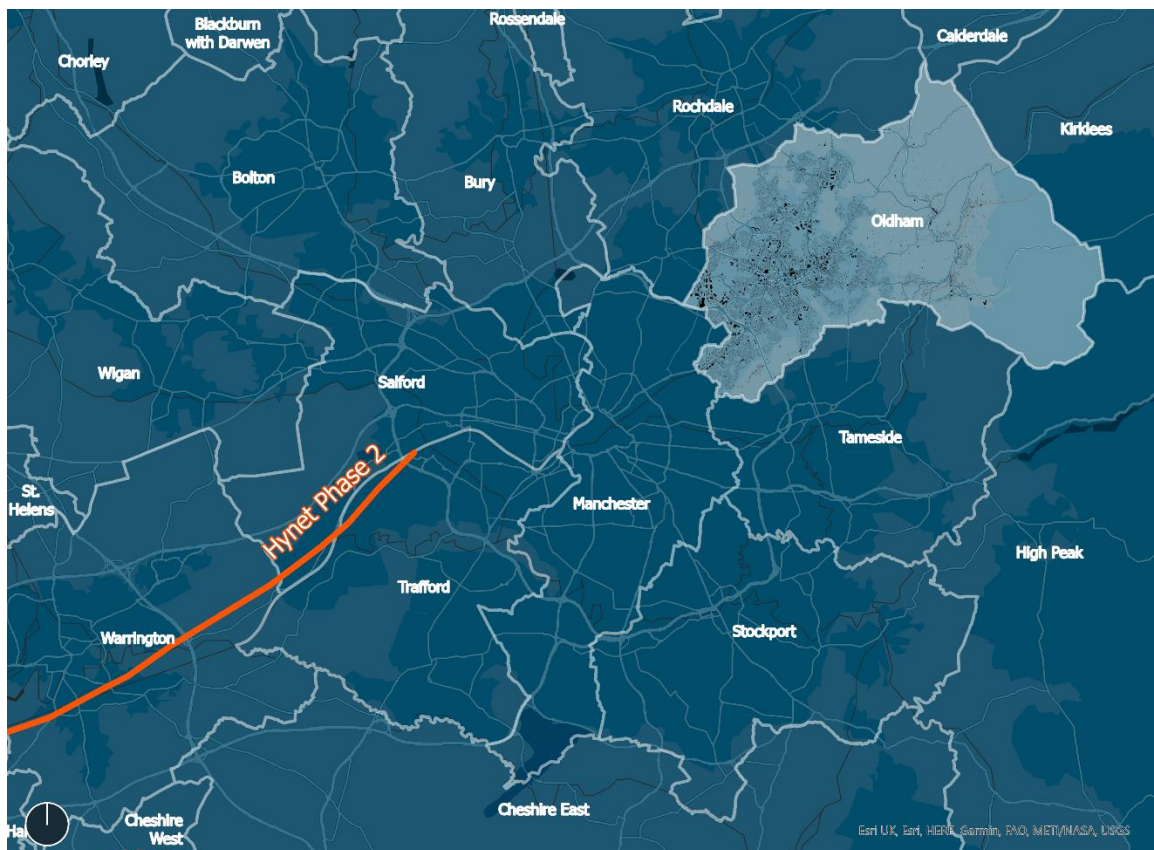 Blackburn
with Darwen
Rossendale
Calderdale
Chorley
Rochdale
Kirklees
Bolton
Bury
Oldham
Wigan
Salford
Tameside
St.
Helens
Hynet Phase 2
Manchester
High Peak
Trafford
Warrington
Stockport
Cheshire East
Cheshire
West
Esri UK, Esri, HERE, Garmin, FAO, METI/NASA, USGS